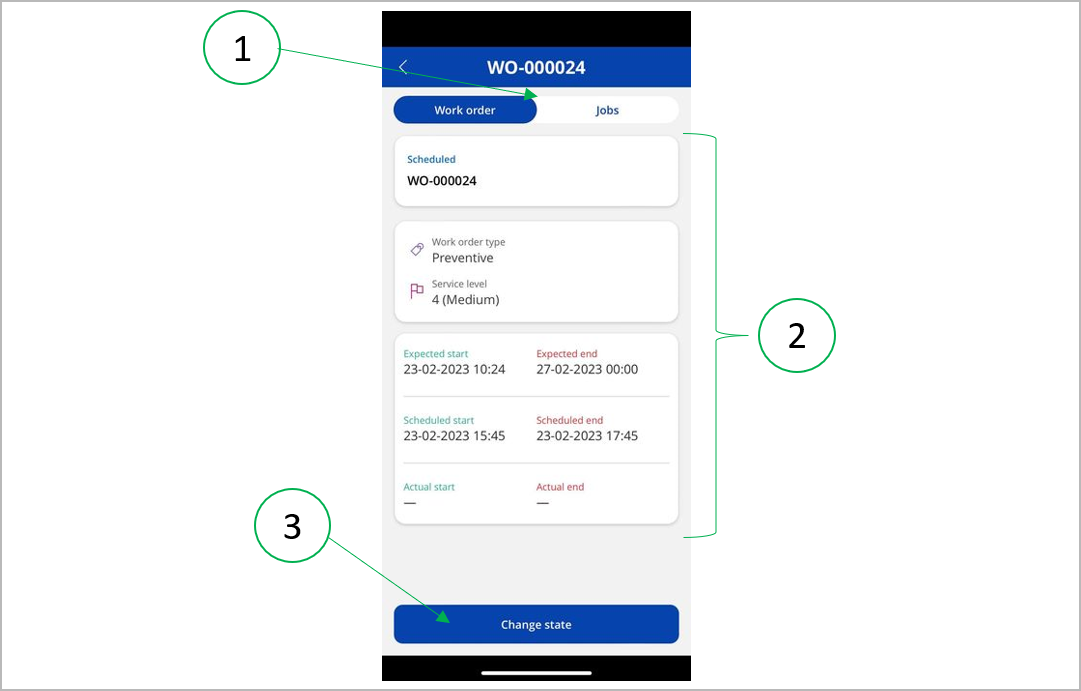 1
WO-000024
Work order Jobs
Scheduled
WO-000024
Work order type
Preventive
Service level
4 (Medium)
2
Expected start Expected end
23-02-2023 10:24 27-02-2023 00:00
Scheduled start Scheduled end
23-02-2023 15:45 23-02-2023 17:45
Actual start Actual end
— —
3
Change state